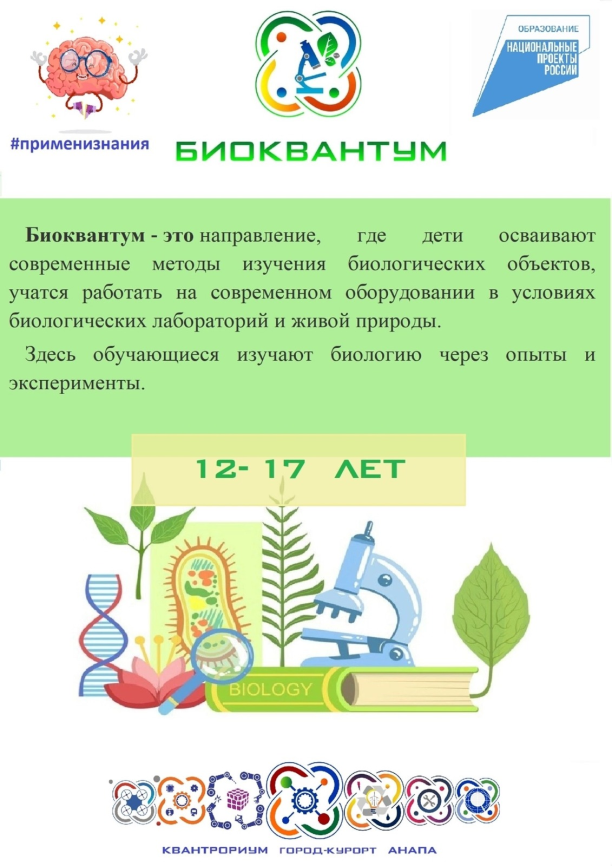 ОБРАЗОВАНИЕ
НАЦИОНАЛЬНЫЕ
ПРОЕКТЫ
РОССИИ
#применизнания
БИОКВАНТУМ
Биоквантум - это направление, где дети осваивают
современные методы изучения биологических объектов,
учатся работать на современном оборудовании в условиях
биологических лабораторий и живой природы.
Здесь обучающиеся изучают биологию через опыты и
эксперименты.
12- 17 ЛЕТ
BIOLOGY
КВАНТРОРИУМ ГОРОД-КУРОРТ АНАПА